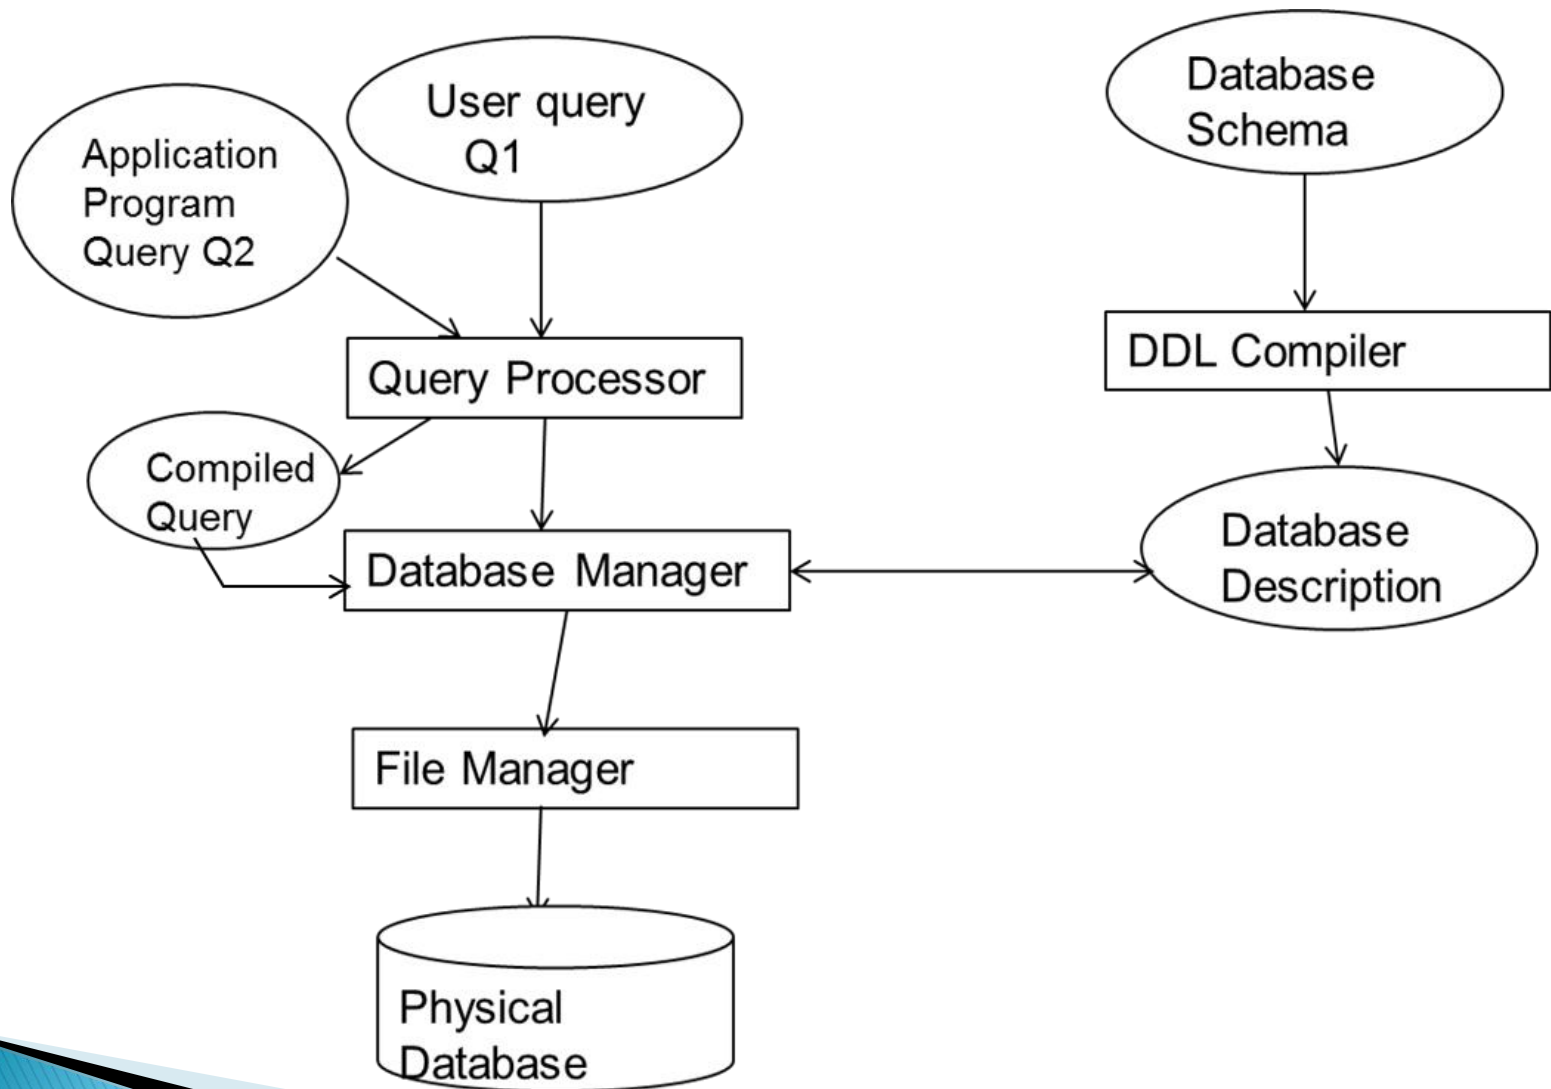 User query
Q1
Database
Schema
Application
Program
Query Q2
Query Processor
DDL Compiler
Compiled
Query
Database Manager
Database
Description
File Manager
Physical
Database